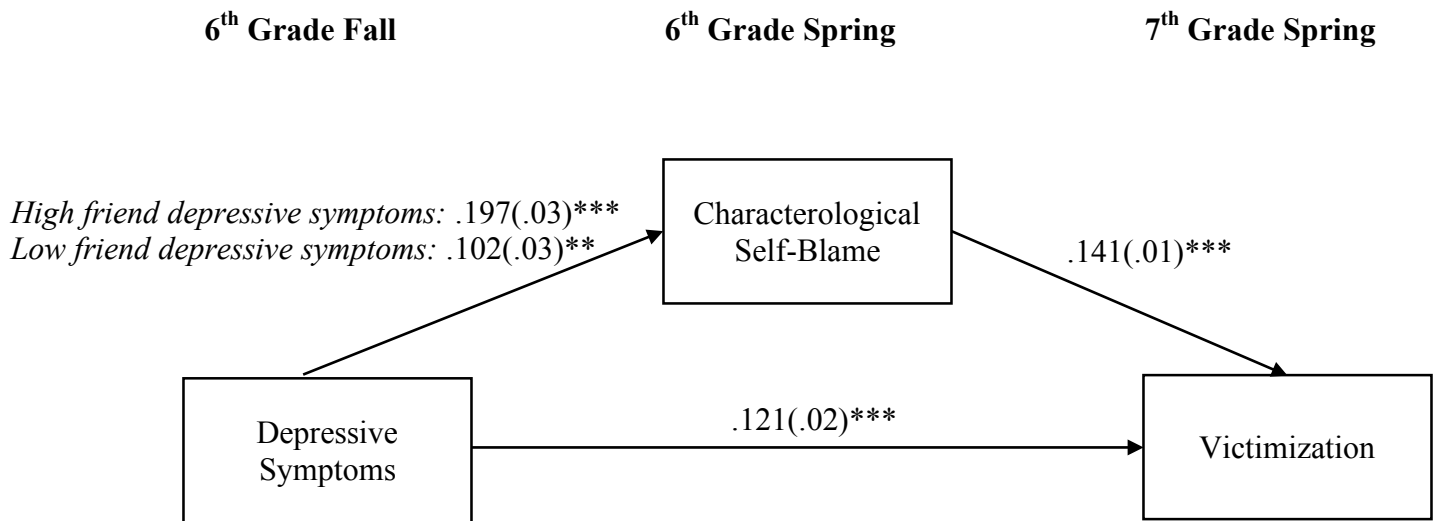 6th Grade Fall
6th Grade Spring
7th Grade Spring
High friend depressive symptoms: .197(.03)***
Low friend depressive symptoms: .102(.03)**
Characterological
Self-Blame
.141(.01)***
Depressive
Symptoms
.121(.02)***
Victimization